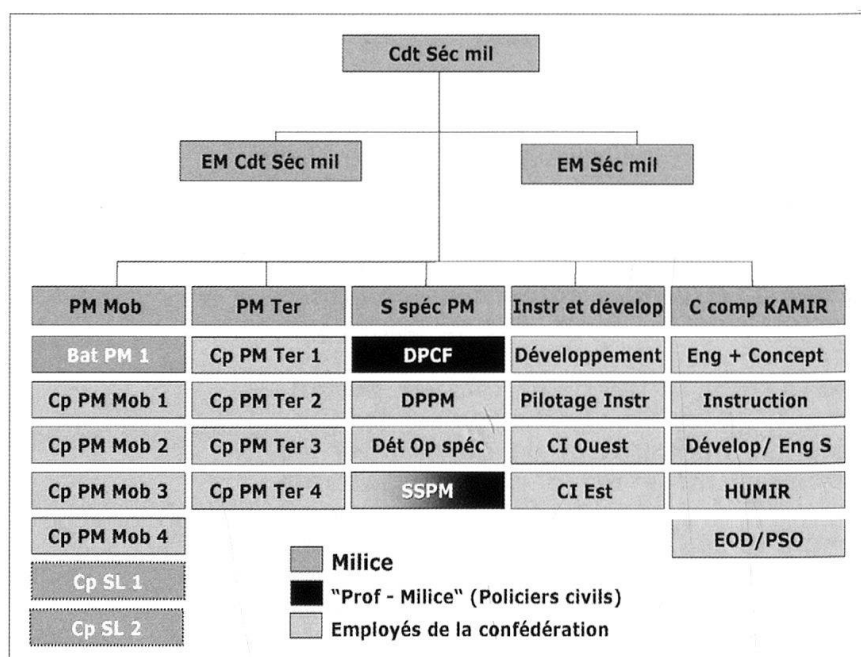 Cdt Séc mil
EM Cdt Séc mil
EM Séc mil
PM Mob
PM Ter
S spéc PM
Instr et dévelop
C comp KAMIR
Bat PM 1
Cp PM Ter 1
DPCF
Développement
Eng + Concept
Cp PM Mob 1
Cp PM Ter 2
DPPM
Pilotage Instr
Instruction
Cp PM Mob 2
Cp PM Ter 3
Dét Op spéc
CI Ouest
Dévelop/ Eng S
Cp PM Mob 3
Cp PM Ter 4
SSPM
CI Est
HUMIR
Cp PM Mob 4
EOD/PSO
Cp SL 1
Cp SL 2
Milice
"Prof - Milice" (Policiers civils)
Employés de la confédération